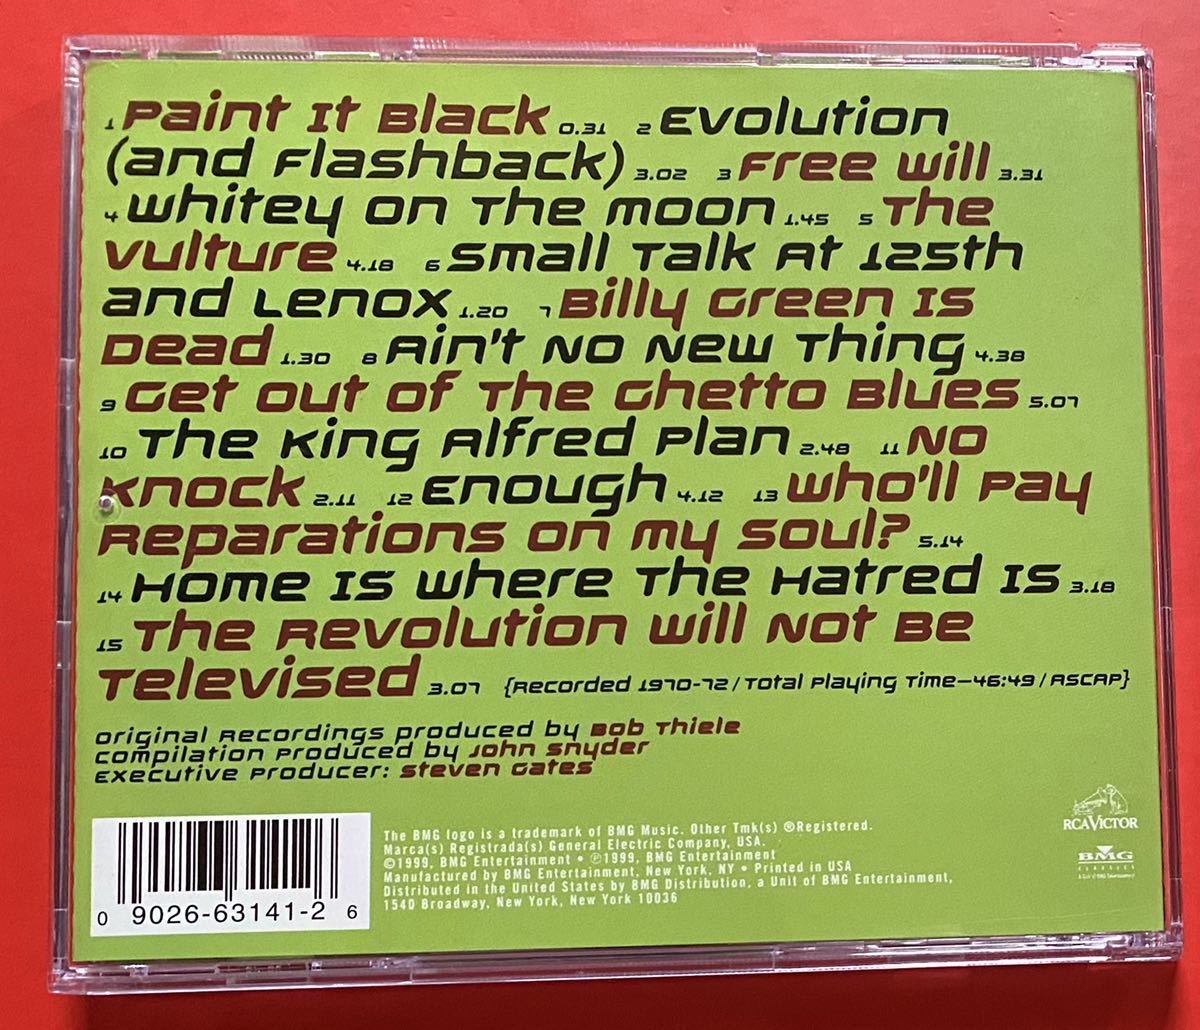 1 Paint It Black 0.31 2 Evolution
(and Flashback) 3.02 3 Free Will 3.31
4 Whitey On The Moon 1.45 5 The
Vulture 4.18 6 Small Talk At 125th
and Lenox 1.20 7 Billy Green Is
Dead 1.30 8 Ain't No New Thing 4.38
9 Get Out Of The Ghetto Blues 5.07
10 The King Alfred Plan 2.48 11 No
Knock 2.11 12 Enough 4.12 13 Who'll Pay
Reparations On My Soul? 5.14
14 Home Is Where The Hatred Is 3.18
15 The Revolution Will Not Be
Televised 3.07 {Recorded 1970-72/Total Playing Time—46:49/ASCAP}
Original Recordings Produced by Bob Thiele
Compilation Produced by John Snyder
Executive Producer: Steven Gates
The BMG logo is a trademark of BMG Music. Other Tmk(s) ®Registered.
Marca(s) Registrada(s) General Electric Company, USA.
©1999, BMG Entertainment • ℗1999, BMG Entertainment
Manufactured by BMG Entertainment, New York, NY • Printed in USA
Distributed in the United States by BMG Distribution, a Unit of BMG Entertainment,
1540 Broadway, New York, New York 10036
0 9026-63141-2 6
RCA VICTOR
BMG
CLASSICS